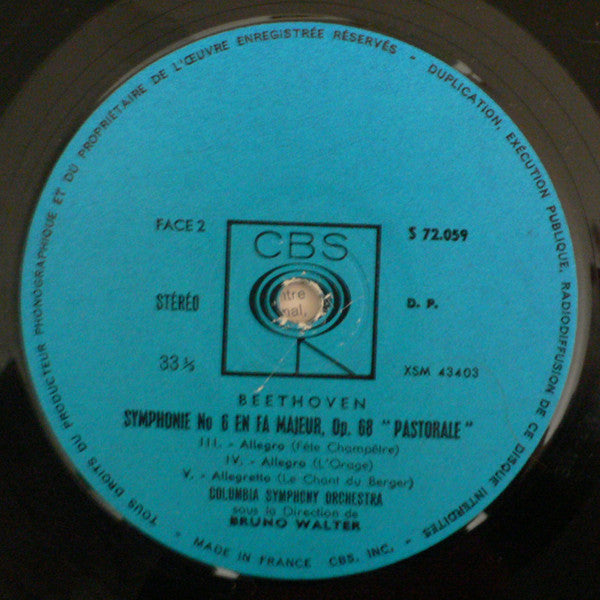 TOUS DROITS DU PRODUCTEUR PHONOGRAPHIQUE ET DU PROPRIÉTAIRE DE L'ŒUVRE ENREGISTRÉE RÉSERVÉS - DUPLICATION, EXÉCUTION PUBLIQUE, RADIODIFFUSION DE CE DISQUE INTERDITES
FACE 2
CBS
S 72.059
STÉRÉO
D. P.
33⅓
XSM 43403
BEETHOVEN
SYMPHONIE No 6 EN FA MAJEUR, Op. 68 "PASTORALE"
III. - Allegro (Fête Champêtre)
IV. - Allegro (L'Orage)
V. - Allegretto (Le Chant du Berger)
COLUMBIA SYMPHONY ORCHESTRA
sous la Direction de
BRUNO WALTER
- MADE IN FRANCE CBS, INC. -